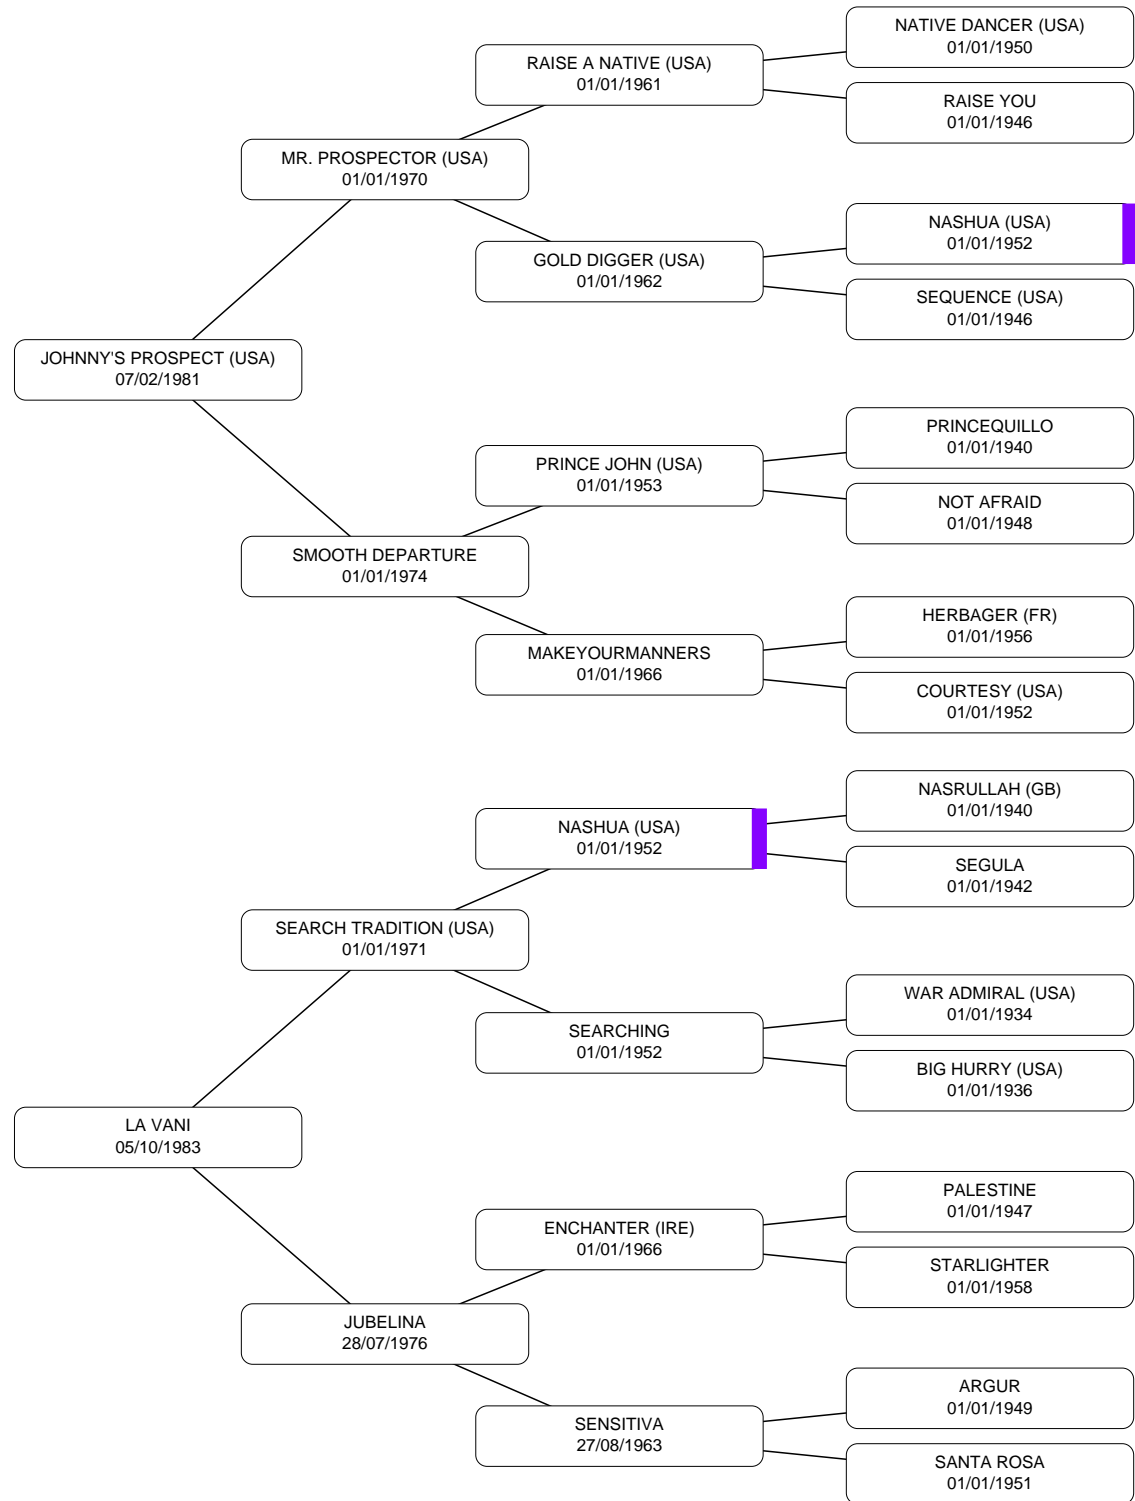 NATIVE DANCER (USA)
01/01/1950
RAISE A NATIVE (USA)
01/01/1961
RAISE YOU
01/01/1946
MR. PROSPECTOR (USA)
01/01/1970
NASHUA (USA)
01/01/1952
GOLD DIGGER (USA)
01/01/1962
SEQUENCE (USA)
01/01/1946
JOHNNY'S PROSPECT (USA)
07/02/1981
PRINCEQUILLO
01/01/1940
PRINCE JOHN (USA)
01/01/1953
NOT AFRAID
01/01/1948
SMOOTH DEPARTURE
01/01/1974
HERBAGER (FR)
01/01/1956
MAKEYOURMANNERS
01/01/1966
COURTESY (USA)
01/01/1952
NASRULLAH (GB)
01/01/1940
NASHUA (USA)
01/01/1952
SEGULA
01/01/1942
SEARCH TRADITION (USA)
01/01/1971
WAR ADMIRAL (USA)
01/01/1934
SEARCHING
01/01/1952
BIG HURRY (USA)
01/01/1936
LA VANI
05/10/1983
PALESTINE
01/01/1947
ENCHANTER (IRE)
01/01/1966
STARLIGHTER
01/01/1958
JUBELINA
28/07/1976
ARGUR
01/01/1949
SENSITIVA
27/08/1963
SANTA ROSA
01/01/1951